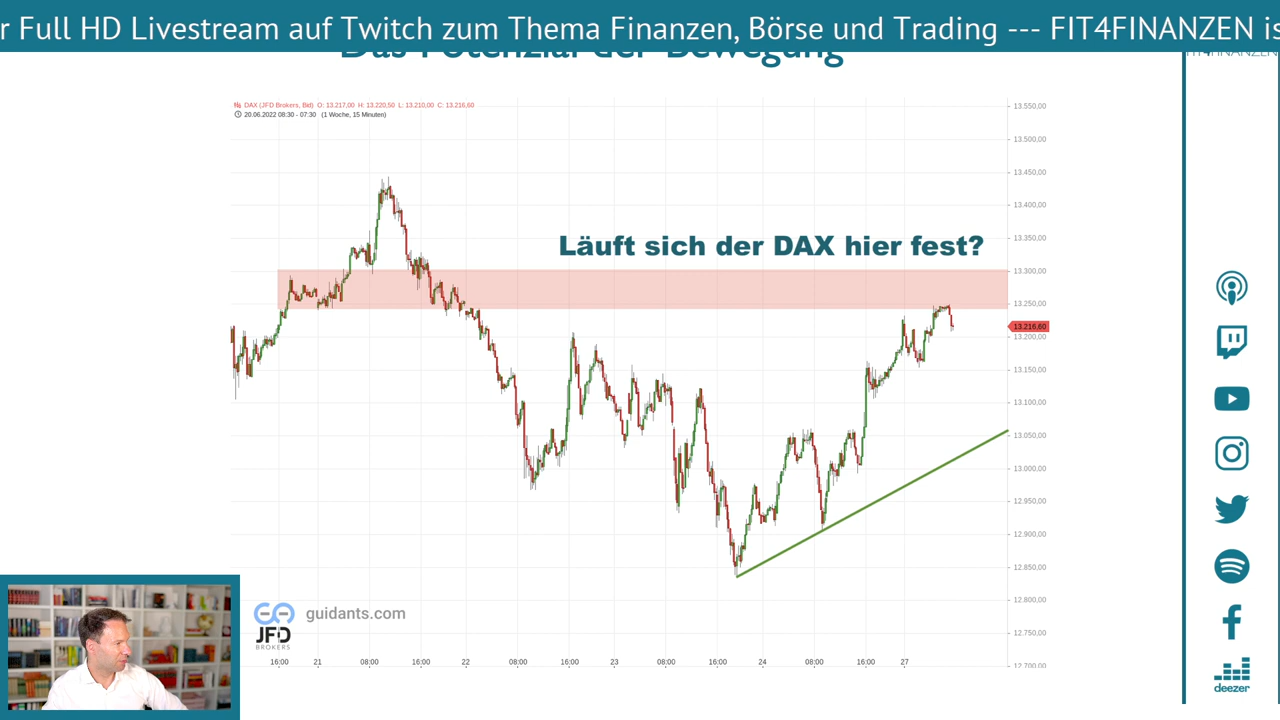 r Full HD Livestream auf Twitch zum Thema Finanzen, Börse und Trading --- FIT4FINANZEN is
Das Potenzial der Bewegung
FIT4FINANZEN
DAX (JFD Brokers, Bid) O: 13.217,00 H: 13.220,50 L: 13.210,00 C: 13.216,60
20.06.2022 08:30 - 07:30 (1 Woche, 15 Minuten)
13.550,00
13.500,00
13.450,00
13.400,00
13.350,00
Läuft sich der DAX hier fest?
13.300,00
13.250,00
13.216,60
13.200,00
13.150,00
13.100,00
13.050,00
13.000,00
12.950,00
12.900,00
12.850,00
12.800,00
12.750,00
12.700,00
guidants.com
JFD
BROKERS
16:00 21 08:00 16:00 22 08:00 16:00 23 08:00 16:00 24 08:00 16:00 27
deezer